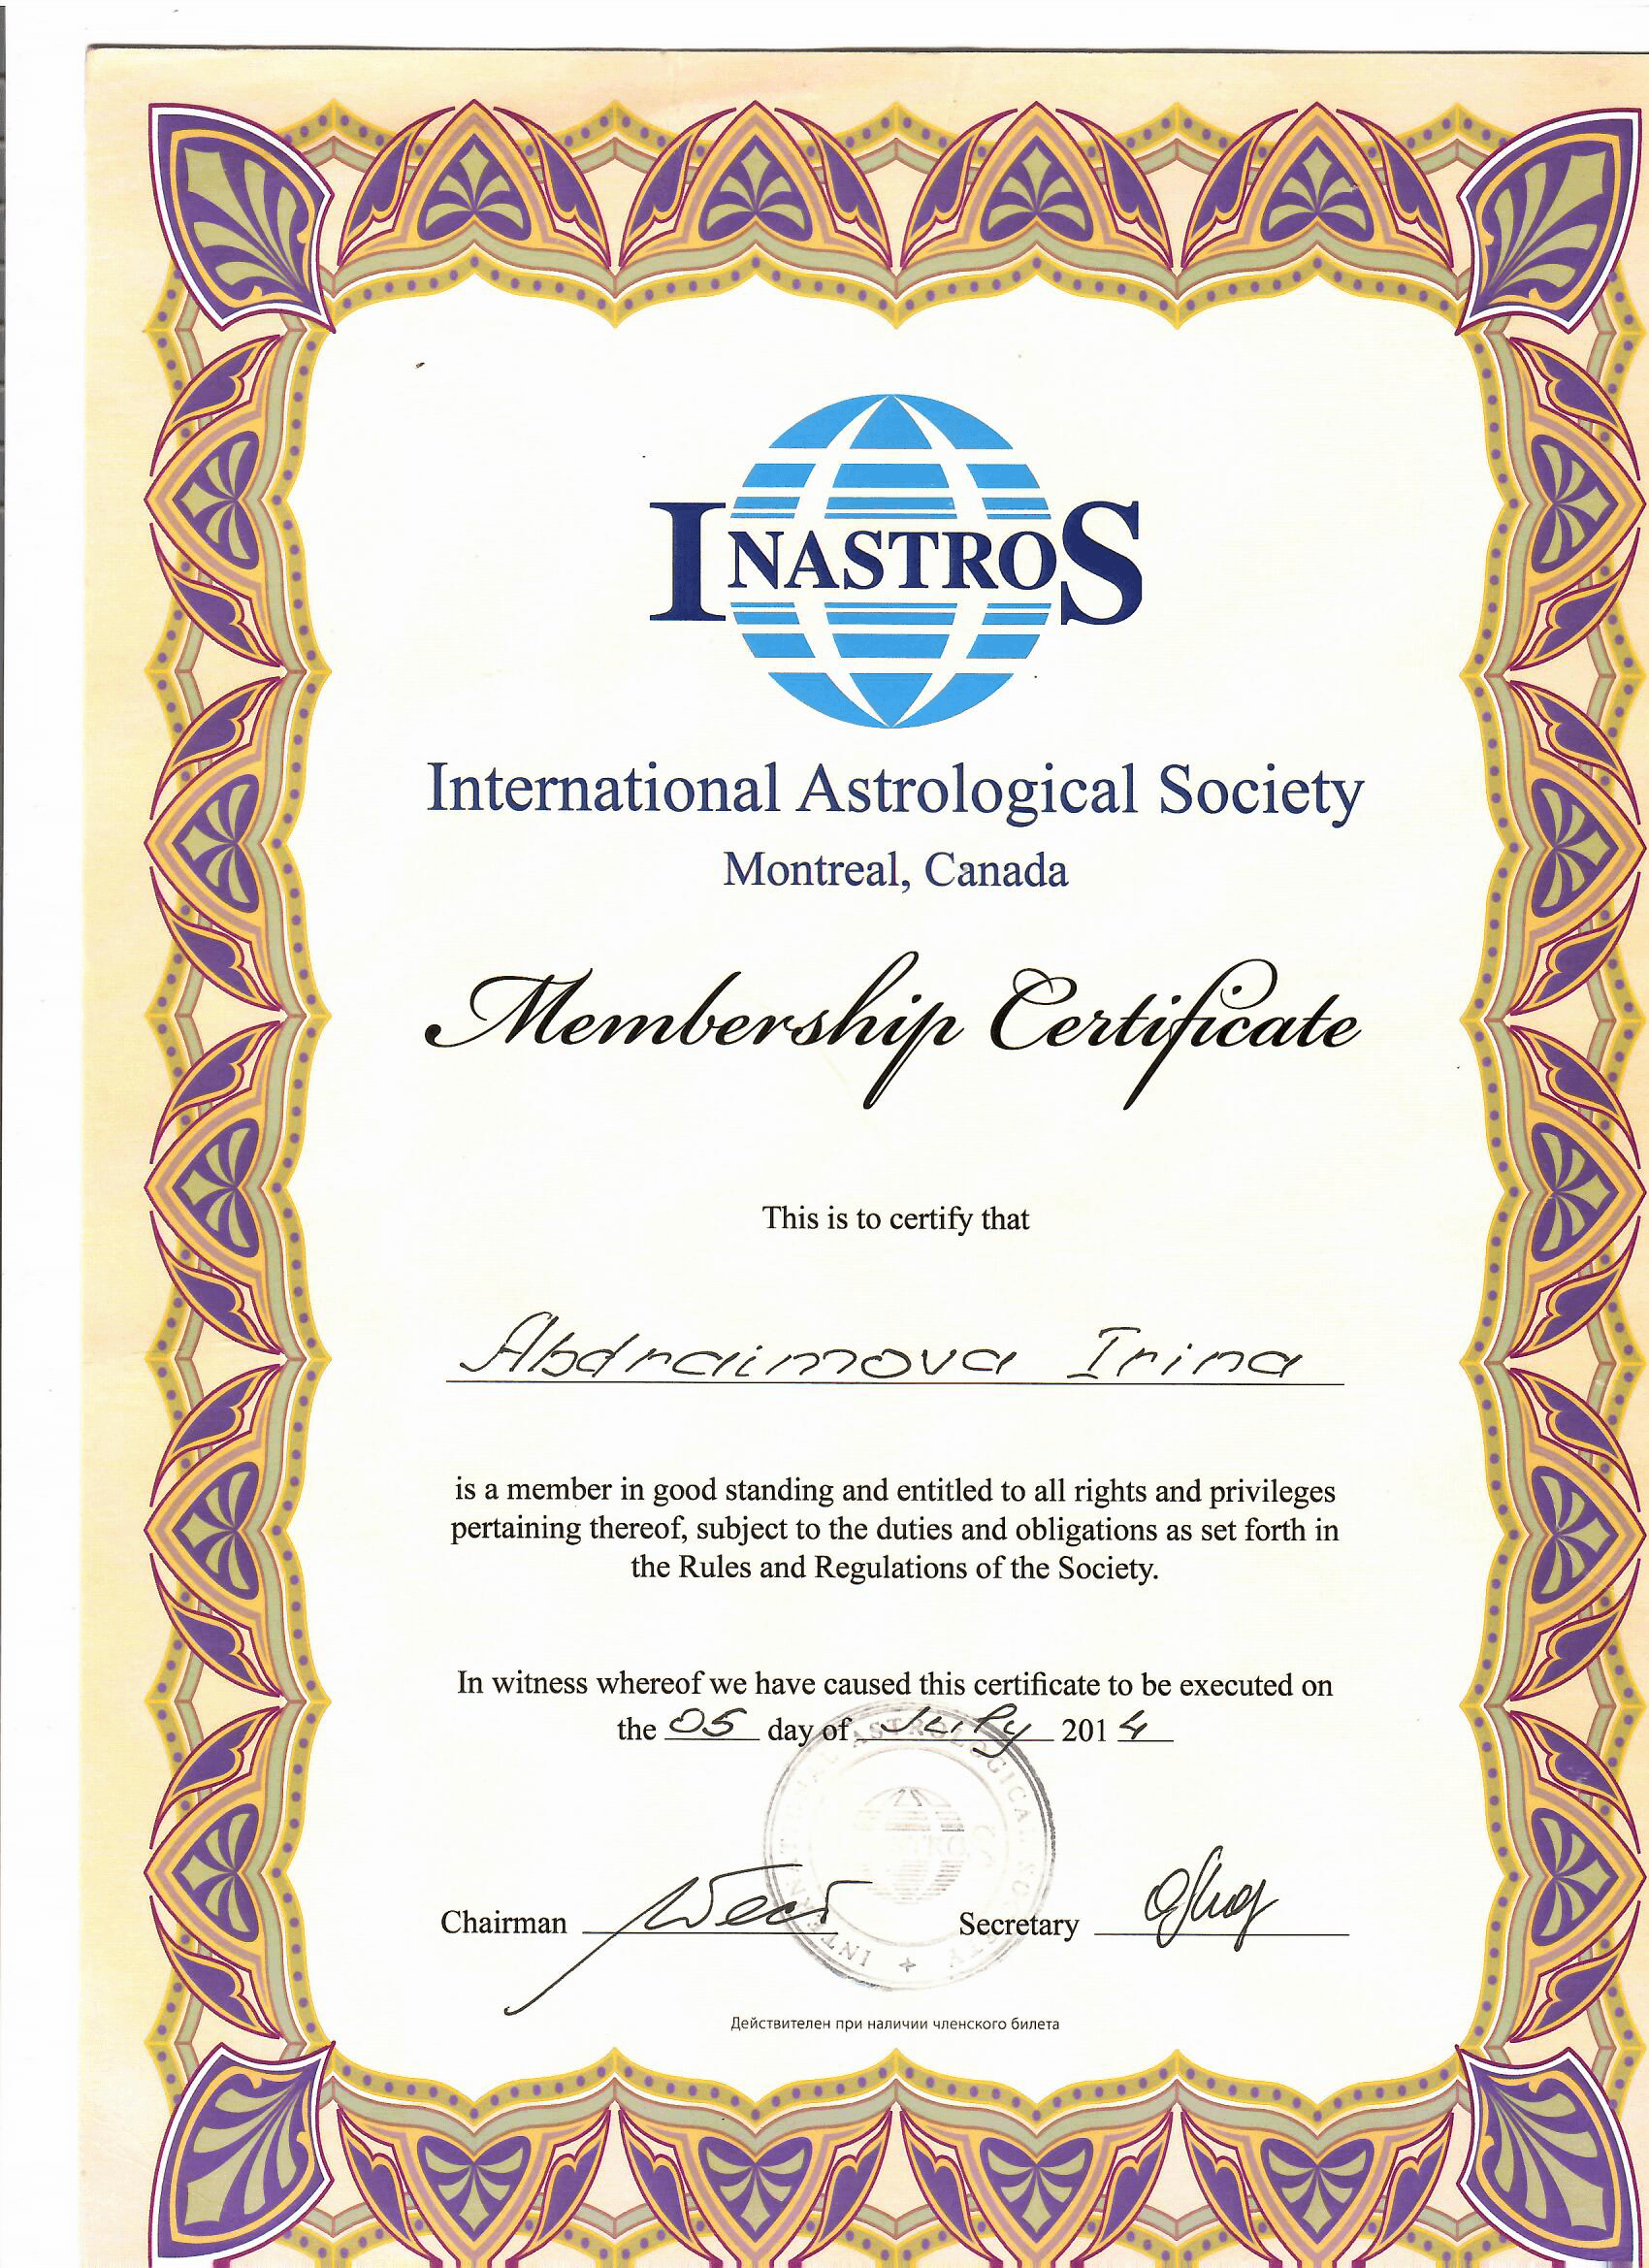 INASTROS
International Astrological Society
Montreal, Canada
Membership Certificate
This is to certify that
Abdraimova Irina
is a member in good standing and entitled to all rights and privileges
pertaining thereof, subject to the duties and obligations as set forth in
the Rules and Regulations of the Society.
In witness whereof we have caused this certificate to be executed on
the 05 day of July 2014
INTERNATIONAL ASTROLOGICAL SOCIETY
Chairman Secretary
Действителен при наличии членского билета